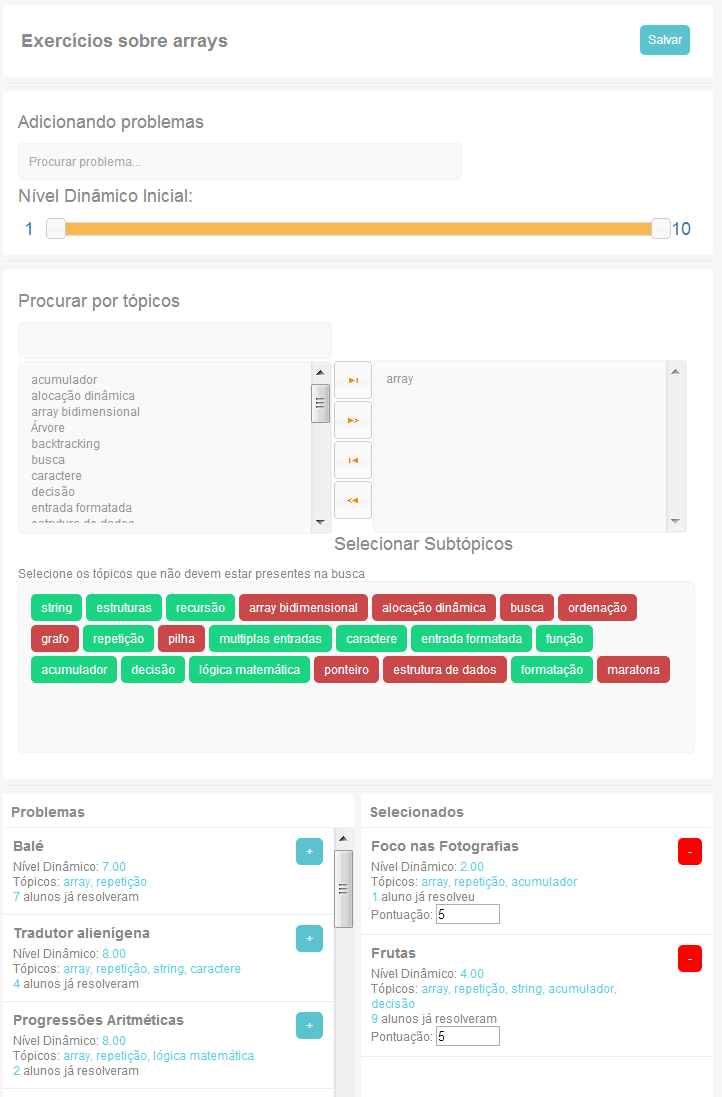 Exercícios sobre arrays
Salvar
Adicionando problemas
Procurar problema...
Nível Dinâmico Inicial:
1 10
Procurar por tópicos
acumulador
alocação dinâmica
array bidimensional
Árvore
backtracking
busca
caractere
decisão
entrada formatada
estrutura de dados
array
Selecionar Subtópicos
Selecione os tópicos que não devem estar presentes na busca
string estruturas recursão array bidimensional alocação dinâmica busca ordenação
grafo repetição pilha multiplas entradas caractere entrada formatada função
acumulador decisão lógica matemática ponteiro estrutura de dados formatação maratona
Problemas
Balé
+
Nível Dinâmico: 7.00
Tópicos: array, repetição
7 alunos já resolveram
Tradutor alienígena
+
Nível Dinâmico: 8.00
Tópicos: array, repetição, string, caractere
4 alunos já resolveram
Progressões Aritméticas
+
Nível Dinâmico: 8.00
Tópicos: array, repetição, lógica matemática
2 alunos já resolveram
Selecionados
Foco nas Fotografias
-
Nível Dinâmico: 2.00
Tópicos: array, repetição, acumulador
1 aluno já resolveu
Pontuação: 5
Frutas
-
Nível Dinâmico: 4.00
Tópicos: array, repetição, string, acumulador,
decisão
9 alunos já resolveram
Pontuação: 5